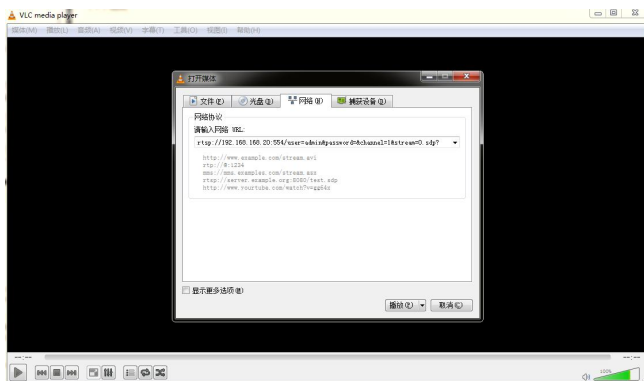 VLC media player
媒体(M) 播放(L) 音频(A) 视频(V) 字幕(T) 工具(O) 视图(I) 帮助(H)
打开媒体
文件(F) 光盘(D) 网络(N) 捕获设备(D)
网络协议
请输入网络 URL:
rtsp://192.168.168.20:554/user=admin&password=&channel=1&stream=0.sdp?
http://www.example.com/stream.avi
rtp://@:1234
mms://mms.examples.com/stream.asx
rtsp://server.example.org:8080/test.sdp
http://www.yourtube.com/watch?v=gg64x
显示更多选项(M)
播放(P) 取消(C)
--:-- --:--
100%